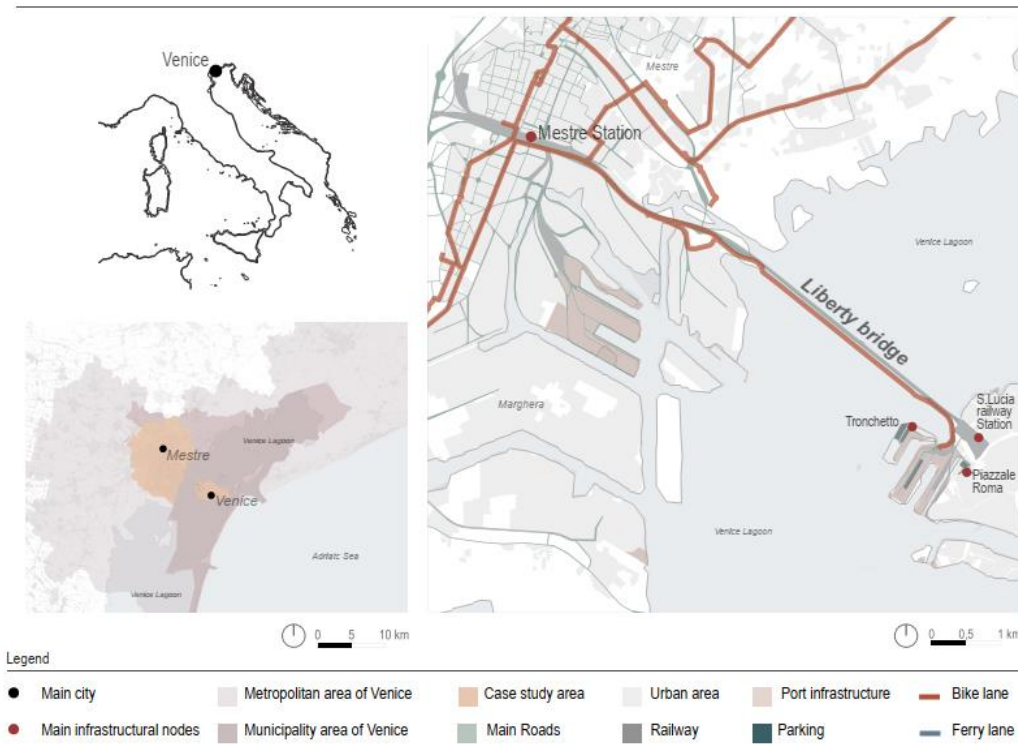 Venice
Mestre
Mestre Station
Venice Lagoon
Liberty bridge
Marghera
Tronchetto
S.Lucia
railway
Station
Piazzale
Roma
Venice Lagoon
Venice Lagoon
Mestre
Venice
Adriatc Sea
Venice Lagoon
0 5 10 km
0 0,5 1 km
Legend
Main city
Metropolitan area of Venice
Case study area
Urban area
Port infrastructure
Bike lane
Main infrastructural nodes
Municipality area of Venice
Main Roads
Railway
Parking
Ferry lane